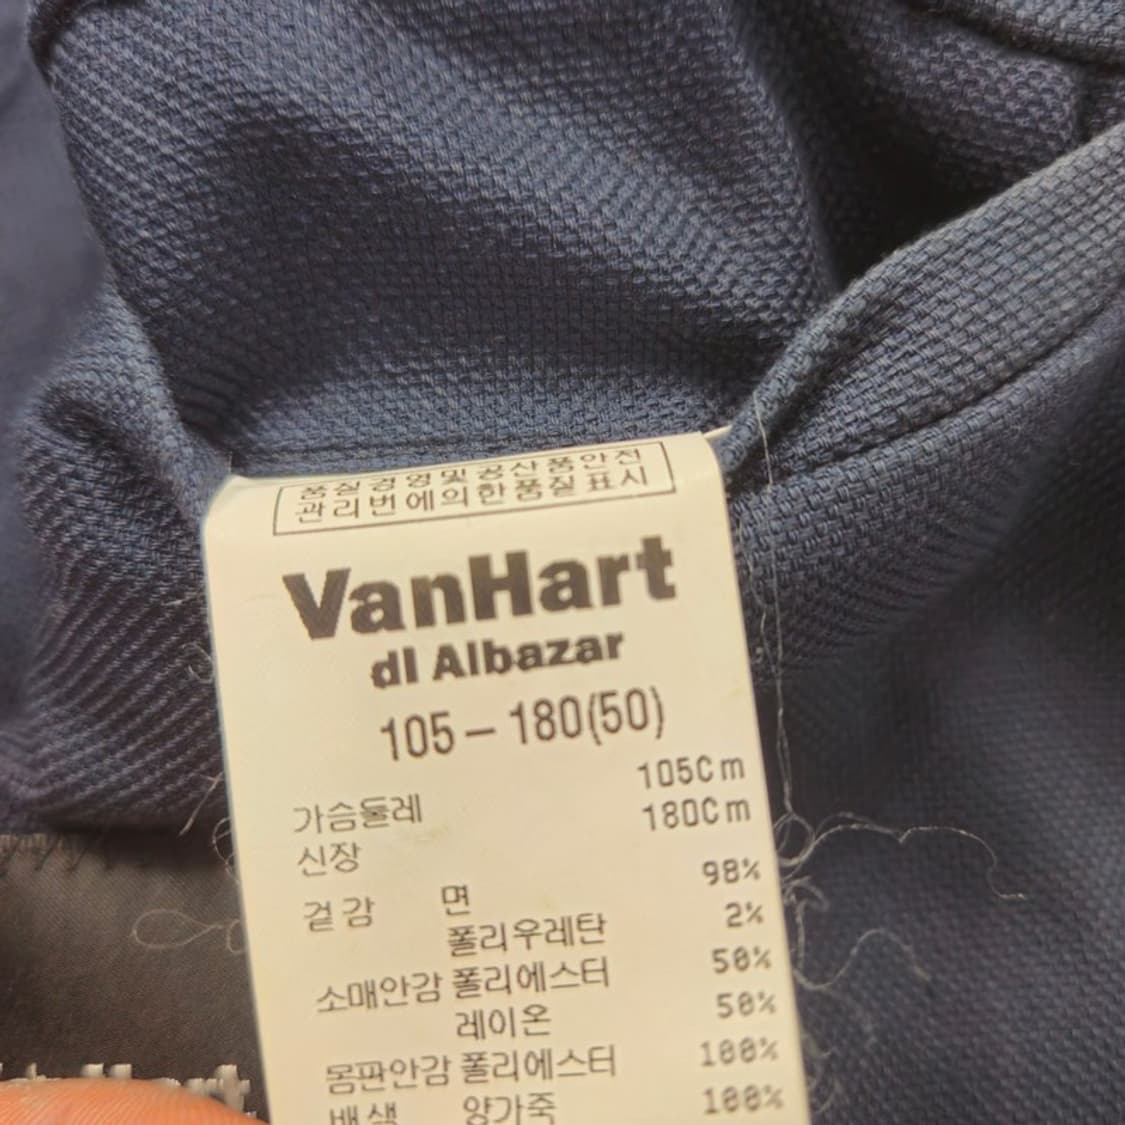 품질경영및공산품안전
관리번에의한품질표시
VanHart
dl Albazar
105 - 180(50)
가슴둘레 105Cm
신장 180Cm
겉감 면 98%
폴리우레탄 2%
소매안감 폴리에스터 50%
레이온 50%
몸판안감 폴리에스터 100%
배색 양가죽 100%